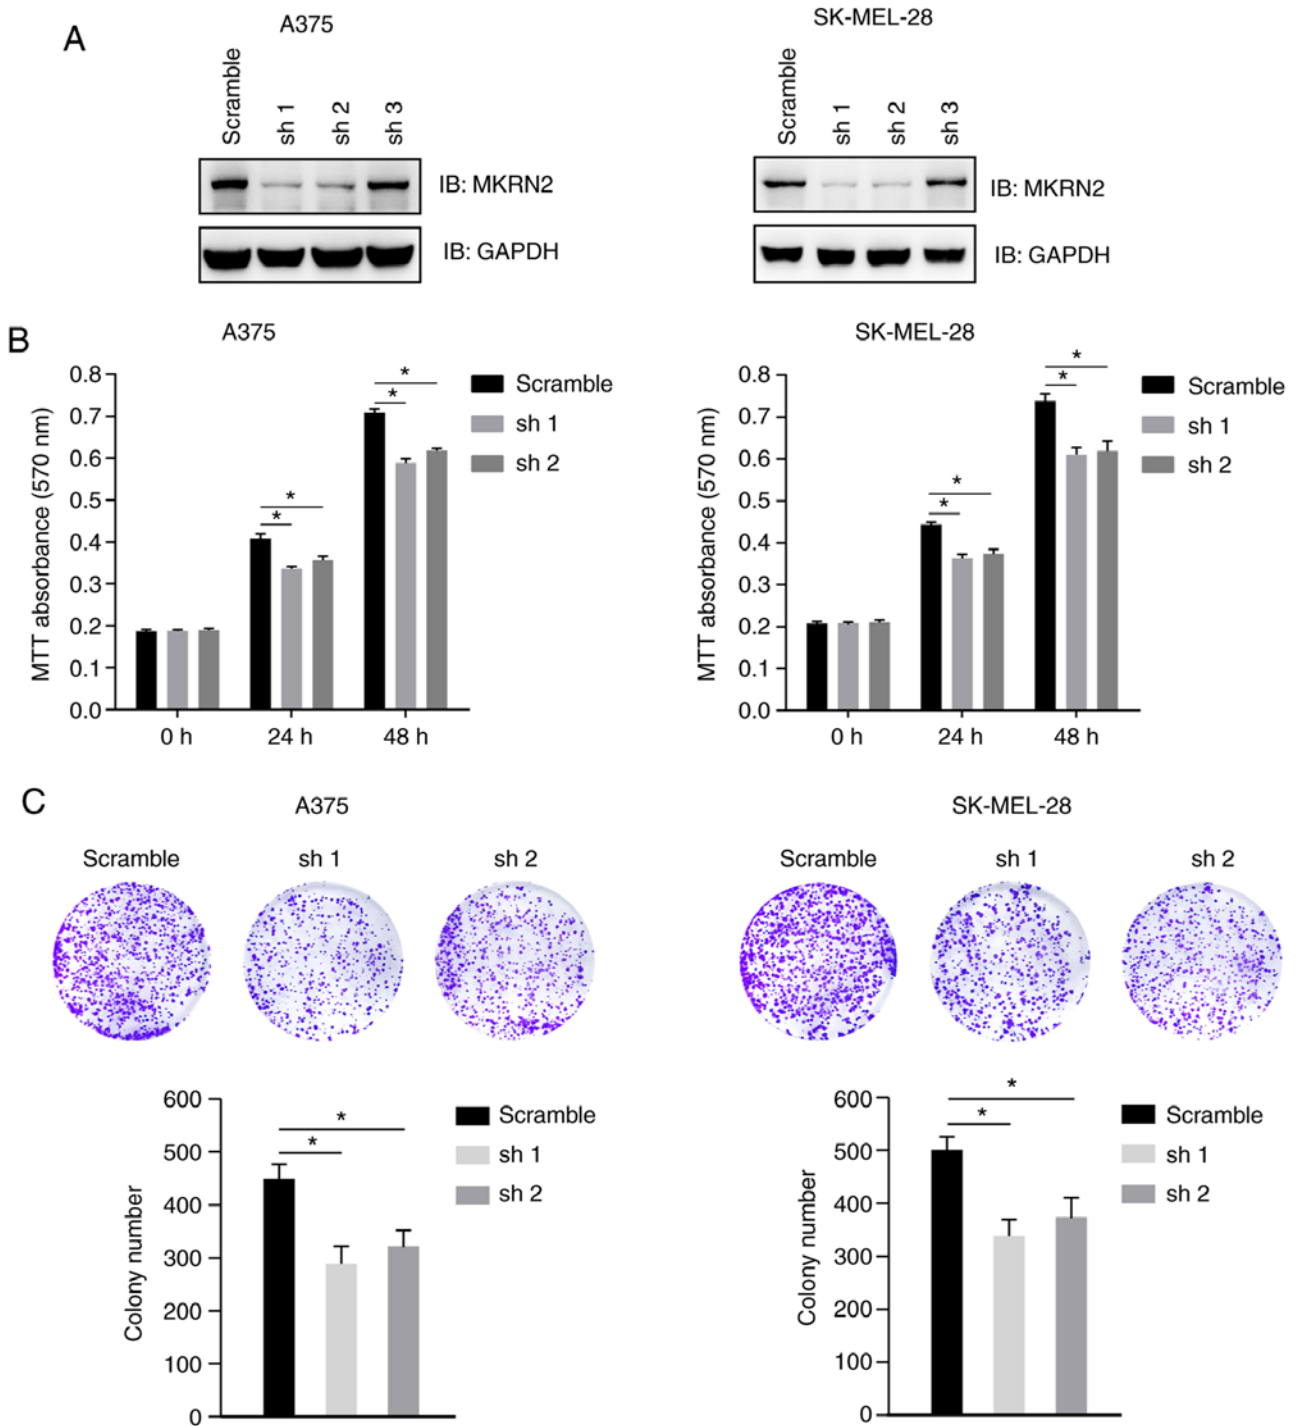 A
A375
Scramble
sh 1
sh 2
sh 3
IB: MKRN2
IB: GAPDH
SK-MEL-28
Scramble
sh 1
sh 2
sh 3
IB: MKRN2
IB: GAPDH
B
A375
MTT absorbance (570 nm)
0.8
0.7
0.6
0.5
0.4
0.3
0.2
0.1
0.0
* *
* *
0 h 24 h 48 h
Scramble
sh 1
sh 2
SK-MEL-28
MTT absorbance (570 nm)
0.8
0.7
0.6
0.5
0.4
0.3
0.2
0.1
0.0
* *
* *
0 h 24 h 48 h
Scramble
sh 1
sh 2
C
A375
Scramble sh 1 sh 2
SK-MEL-28
Scramble sh 1 sh 2
Colony number
600
500
400
300
200
100
0
*
*
Scramble
sh 1
sh 2
Colony number
600
500
400
300
200
100
0
*
*
Scramble
sh 1
sh 2